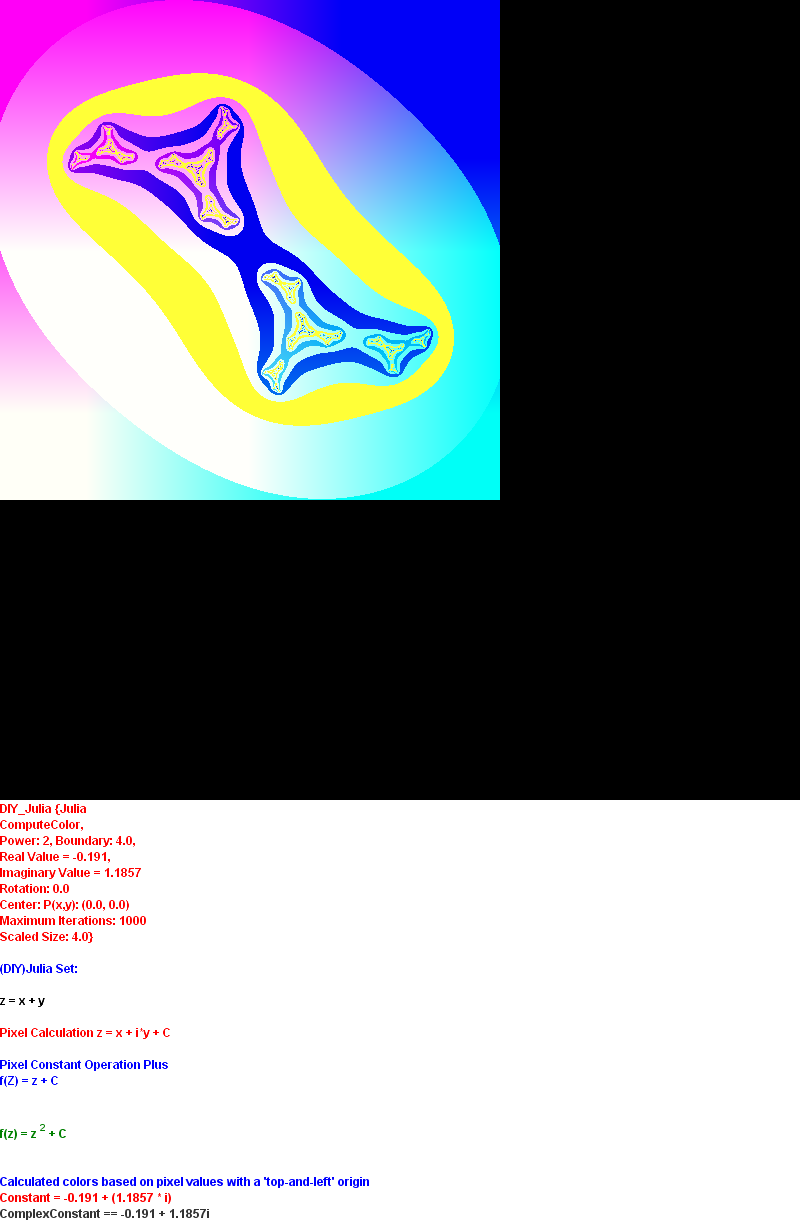 DIY_Julia {Julia
ComputeColor,
Power: 2, Boundary: 4.0,
Real Value = -0.191,
Imaginary Value = 1.1857
Rotation: 0.0
Center: P(x,y): (0.0, 0.0)
Maximum Iterations: 1000
Scaled Size: 4.0}
(DIY)Julia Set:
z = x + y
Pixel Calculation z = x + i*y + C
Pixel Constant Operation Plus
f(Z) = z + C
f(z) = z 2 + C
Calculated colors based on pixel values with a 'top-and-left' origin
Constant = -0.191 + (1.1857 * i)
ComplexConstant == -0.191 + 1.1857i